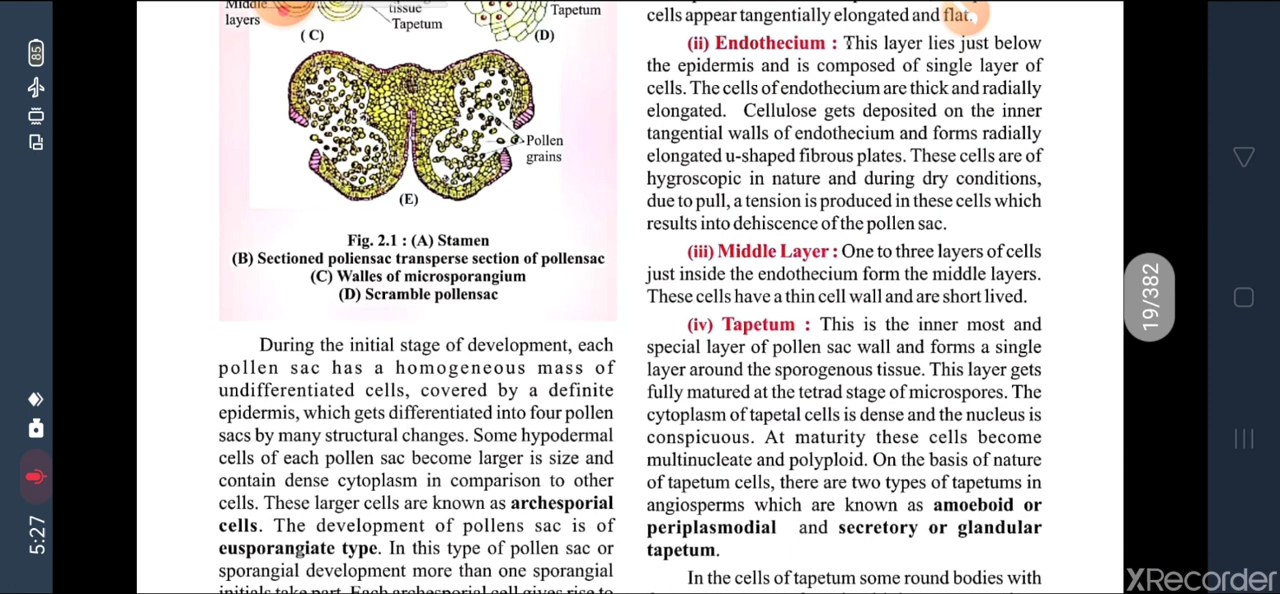 Middle
layers
tissue
Tapetum
Tapetum
(C)
(D)
Pollen
grains
(E)
Fig. 2.1 : (A) Stamen
(B) Sectioned poliensac transperse section of pollensac
(C) Walles of microsporangium
(D) Scramble pollensac
During the initial stage of development, each
pollen sac has a homogeneous mass of
undifferentiated cells, covered by a definite
epidermis, which gets differentiated into four pollen
sacs by many structural changes. Some hypodermal
cells of each pollen sac become larger is size and
contain dense cytoplasm in comparison to other
cells. These larger cells are known as archesporial
cells. The development of pollens sac is of
eusporangiate type. In this type of pollen sac or
sporangial development more than one sporangial
initials take part. Each archesporial cell gives rise to
cells appear tangentially elongated and flat.
(ii) Endothecium : This layer lies just below
the epidermis and is composed of single layer of
cells. The cells of endothecium are thick and radially
elongated. Cellulose gets deposited on the inner
tangential walls of endothecium and forms radially
elongated u-shaped fibrous plates. These cells are of
hygroscopic in nature and during dry conditions,
due to pull, a tension is produced in these cells which
results into dehiscence of the pollen sac.
(iii) Middle Layer : One to three layers of cells
just inside the endothecium form the middle layers.
These cells have a thin cell wall and are short lived.
(iv) Tapetum : This is the inner most and
special layer of pollen sac wall and forms a single
layer around the sporogenous tissue. This layer gets
fully matured at the tetrad stage of microspores. The
cytoplasm of tapetal cells is dense and the nucleus is
conspicuous. At maturity these cells become
multinucleate and polyploid. On the basis of nature
of tapetum cells, there are two types of tapetums in
angiosperms which are known as amoeboid or
periplasmodial and secretory or glandular
tapetum.
In the cells of tapetum some round bodies with
19/382
85
5:27
XRecorder